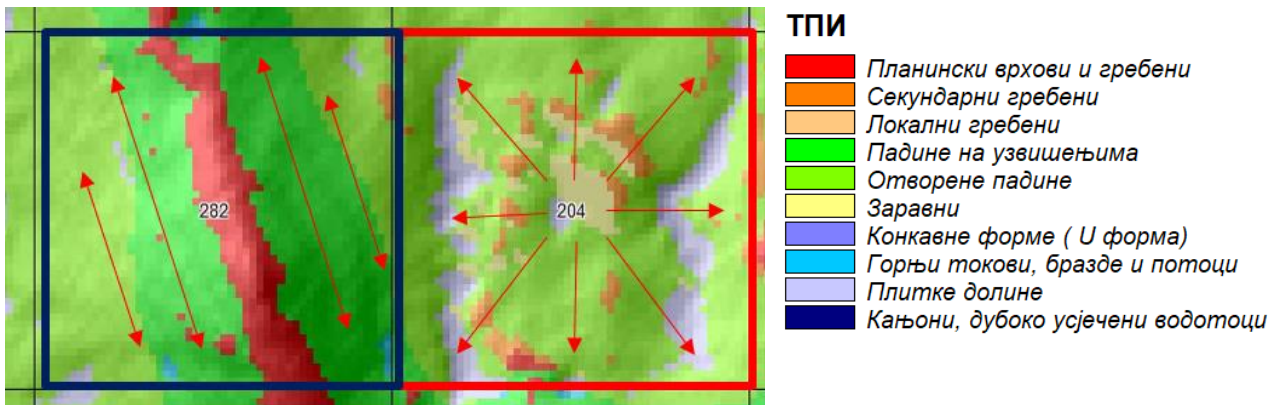 282
204
ТПИ
Планински врхови и гребени
Секундарни гребени
Локални гребени
Падине на узвишењима
Отворене падине
Заравни
Конкавне форме ( U форма)
Горњи токови, бразде и потоци
Плитке долине
Кањони, дубоко усјечени водотоци